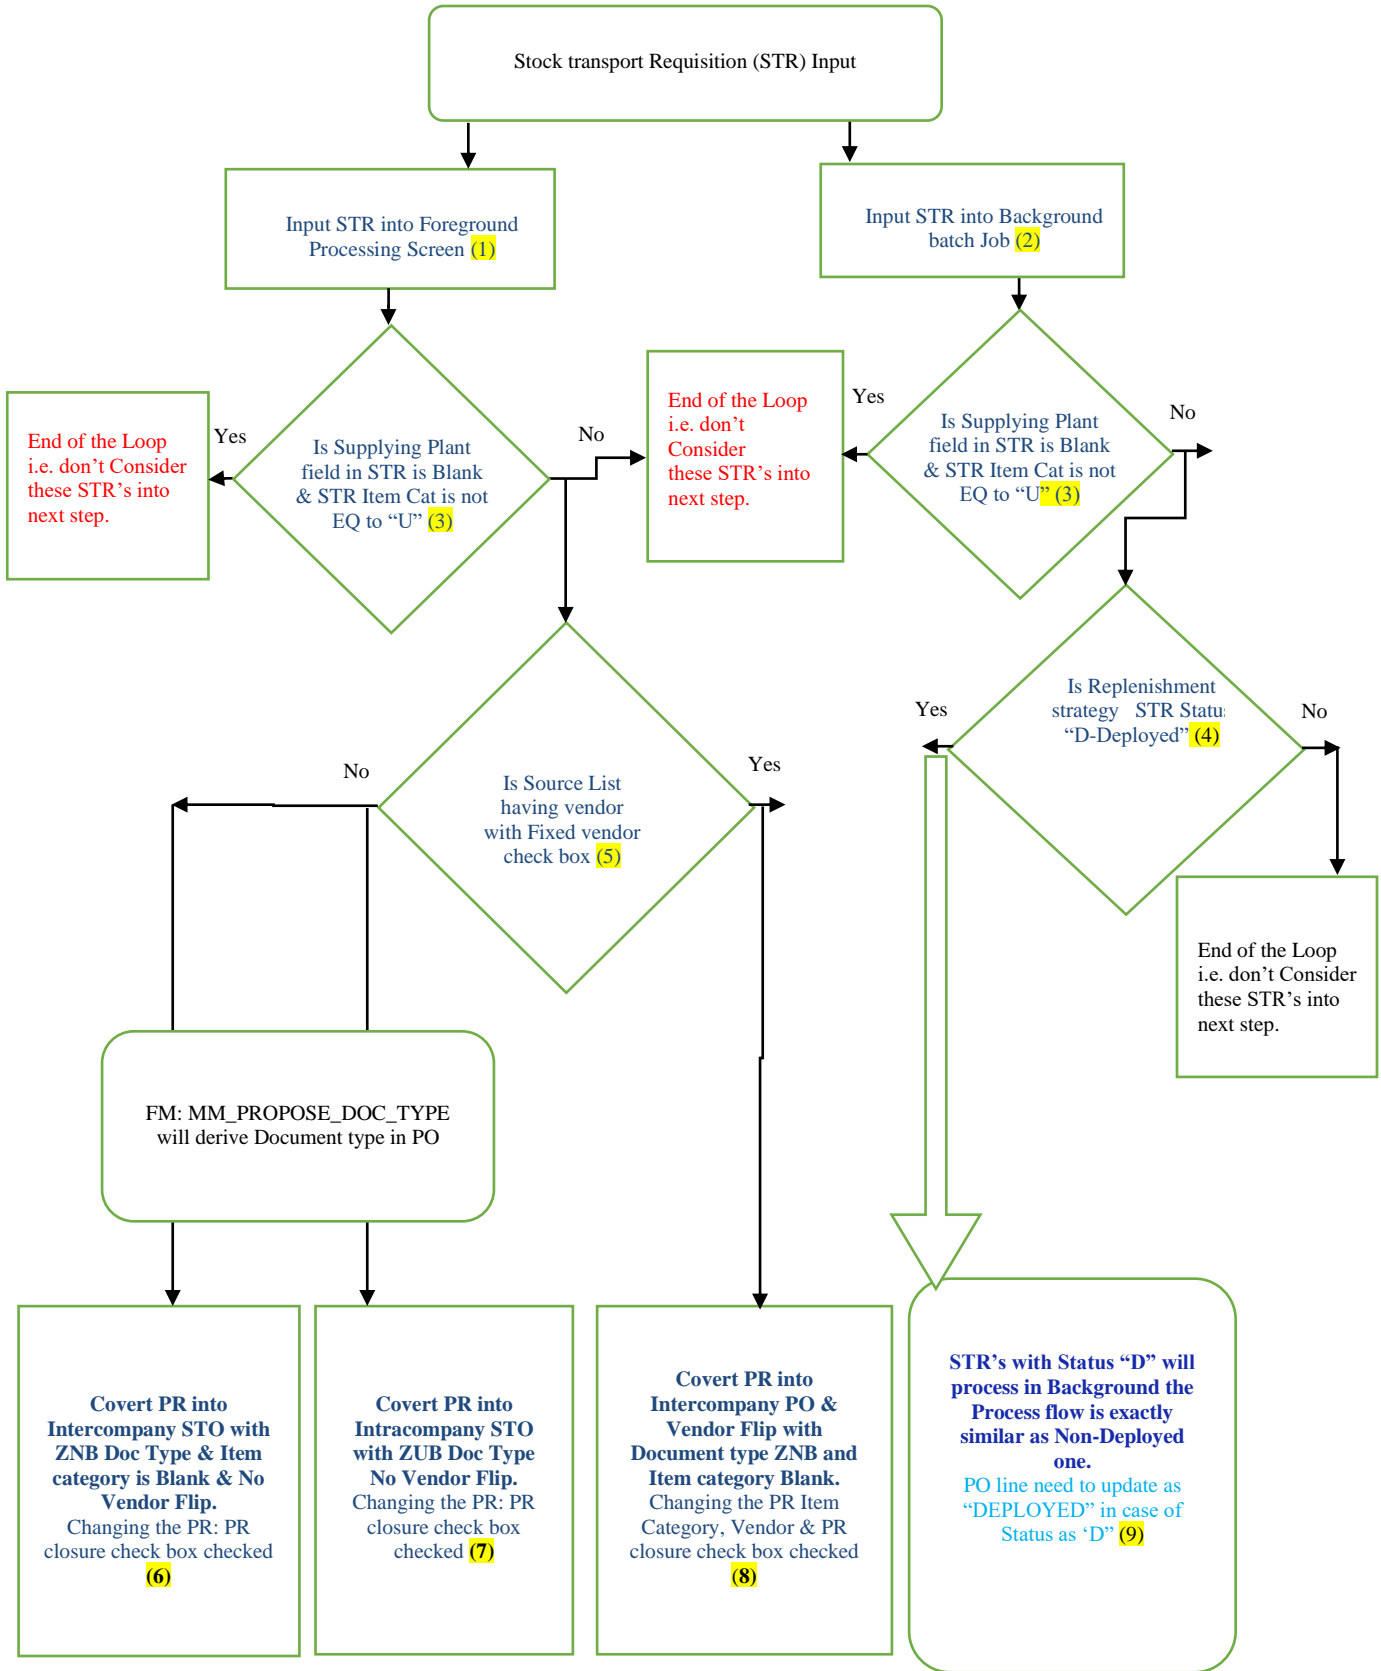 Stock transport Requisition (STR) Input
Input STR into Foreground
Processing Screen (1)
Input STR into Background
batch Job (2)
End of the Loop
i.e. don’t Consider
these STR’s into
next step.
Yes
Is Supplying Plant
field in STR is Blank
& STR Item Cat is not
EQ to “U” (3)
No
End of the Loop
i.e. don’t
Consider
these STR’s into
next step.
Yes
Is Supplying Plant
field in STR is Blank
& STR Item Cat is not
EQ to “U” (3)
No
Yes
Is Replenishment
strategy STR Status
“D-Deployed” (4)
No
No
Is Source List
having vendor
with Fixed vendor
check box (5)
Yes
End of the Loop
i.e. don’t Consider
these STR’s into
next step.
FM: MM_PROPOSE_DOC_TYPE
will derive Document type in PO
Covert PR into
Intercompany STO with
ZNB Doc Type & Item
category is Blank & No
Vendor Flip.
Changing the PR: PR
closure check box checked
(6)
Covert PR into
Intracompany STO
with ZUB Doc Type
No Vendor Flip.
Changing the PR: PR
closure check box
checked (7)
Covert PR into
Intercompany PO &
Vendor Flip with
Document type ZNB and
Item category Blank.
Changing the PR Item
Category, Vendor & PR
closure check box checked
(8)
STR’s with Status “D” will
process in Background the
Process flow is exactly
similar as Non-Deployed
one.
PO line need to update as
“DEPLOYED” in case of
Status as ‘D” (9)